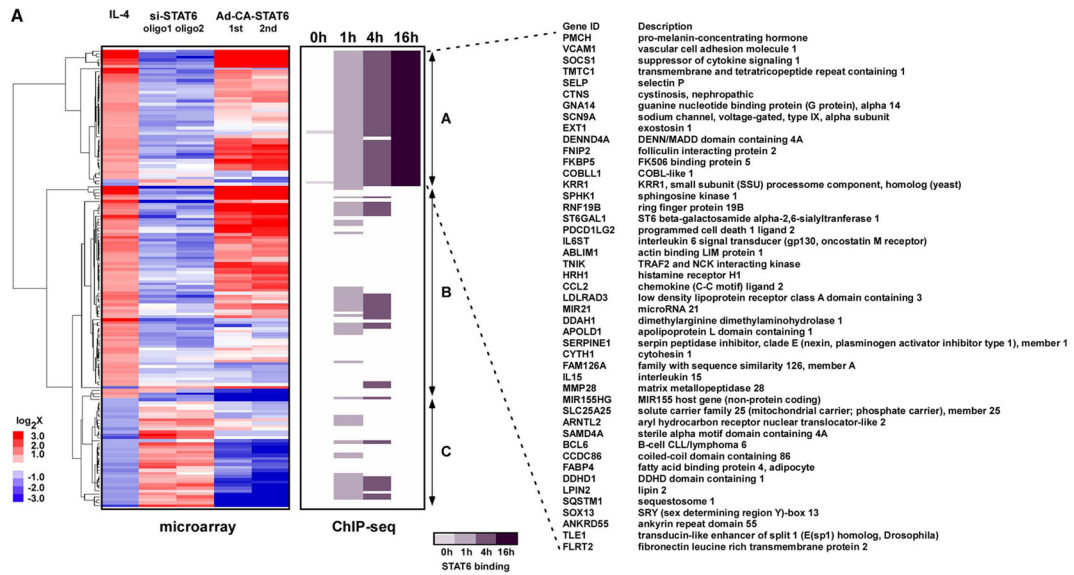 A
IL-4 si-STAT6 Ad-CA-STAT6
oligo1 oligo2 1st 2nd
0h 1h 4h 16h
A
B
C
log2X
3.0
2.0
1.0
-1.0
-2.0
-3.0
microarray
ChIP-seq
0h 1h 4h 16h
STAT6 binding
Gene ID Description
PMCH pro-melanin-concentrating hormone
VCAM1 vascular cell adhesion molecule 1
SOCS1 suppressor of cytokine signaling 1
TMTC1 transmembrane and tetratricopeptide repeat containing 1
SELP selectin P
CTNS cystinosis, nephropathic
GNA14 guanine nucleotide binding protein (G protein), alpha 14
SCN9A sodium channel, voltage-gated, type IX, alpha subunit
EXT1 exostosin 1
DENND4A DENN/MADD domain containing 4A
FNIP2 folliculin interacting protein 2
FKBP5 FK506 binding protein 5
COBLL1 COBL-like 1
KRR1 KRR1, small subunit (SSU) processome component, homolog (yeast)
SPHK1 sphingosine kinase 1
RNF19B ring finger protein 19B
ST6GAL1 ST6 beta-galactosamide alpha-2,6-sialyltranferase 1
PDCD1LG2 programmed cell death 1 ligand 2
IL6ST interleukin 6 signal transducer (gp130, oncostatin M receptor)
ABLIM1 actin binding LIM protein 1
TNIK TRAF2 and NCK interacting kinase
HRH1 histamine receptor H1
CCL2 chemokine (C-C motif) ligand 2
LDLRAD3 low density lipoprotein receptor class A domain containing 3
MIR21 microRNA 21
DDAH1 dimethylarginine dimethylaminohydrolase 1
APOLD1 apolipoprotein L domain containing 1
SERPINE1 serpin peptidase inhibitor, clade E (nexin, plasminogen activator inhibitor type 1), member 1
CYTH1 cytohesin 1
FAM126A family with sequence similarity 126, member A
IL15 interleukin 15
MMP28 matrix metallopeptidase 28
MIR155HG MIR155 host gene (non-protein coding)
SLC25A25 solute carrier family 25 (mitochondrial carrier; phosphate carrier), member 25
ARNTL2 aryl hydrocarbon receptor nuclear translocator-like 2
SAMD4A sterile alpha motif domain containing 4A
BCL6 B-cell CLL/lymphoma 6
CCDC86 coiled-coil domain containing 86
FABP4 fatty acid binding protein 4, adipocyte
DDHD1 DDHD domain containing 1
LPIN2 lipin 2
SQSTM1 sequestosome 1
SOX13 SRY (sex determining region Y)-box 13
ANKRD55 ankyrin repeat domain 55
TLE1 transducin-like enhancer of split 1 (E(sp1) homolog, Drosophila)
FLRT2 fibronectin leucine rich transmembrane protein 2